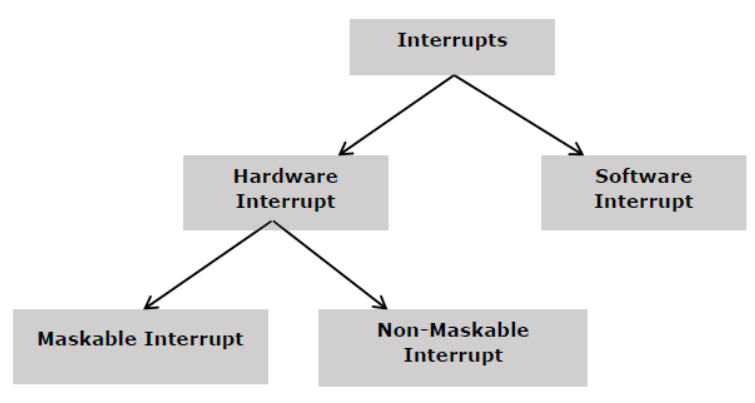 Interrupts
Hardware
Interrupt
Software
Interrupt
Maskable Interrupt
Non-Maskable
Interrupt